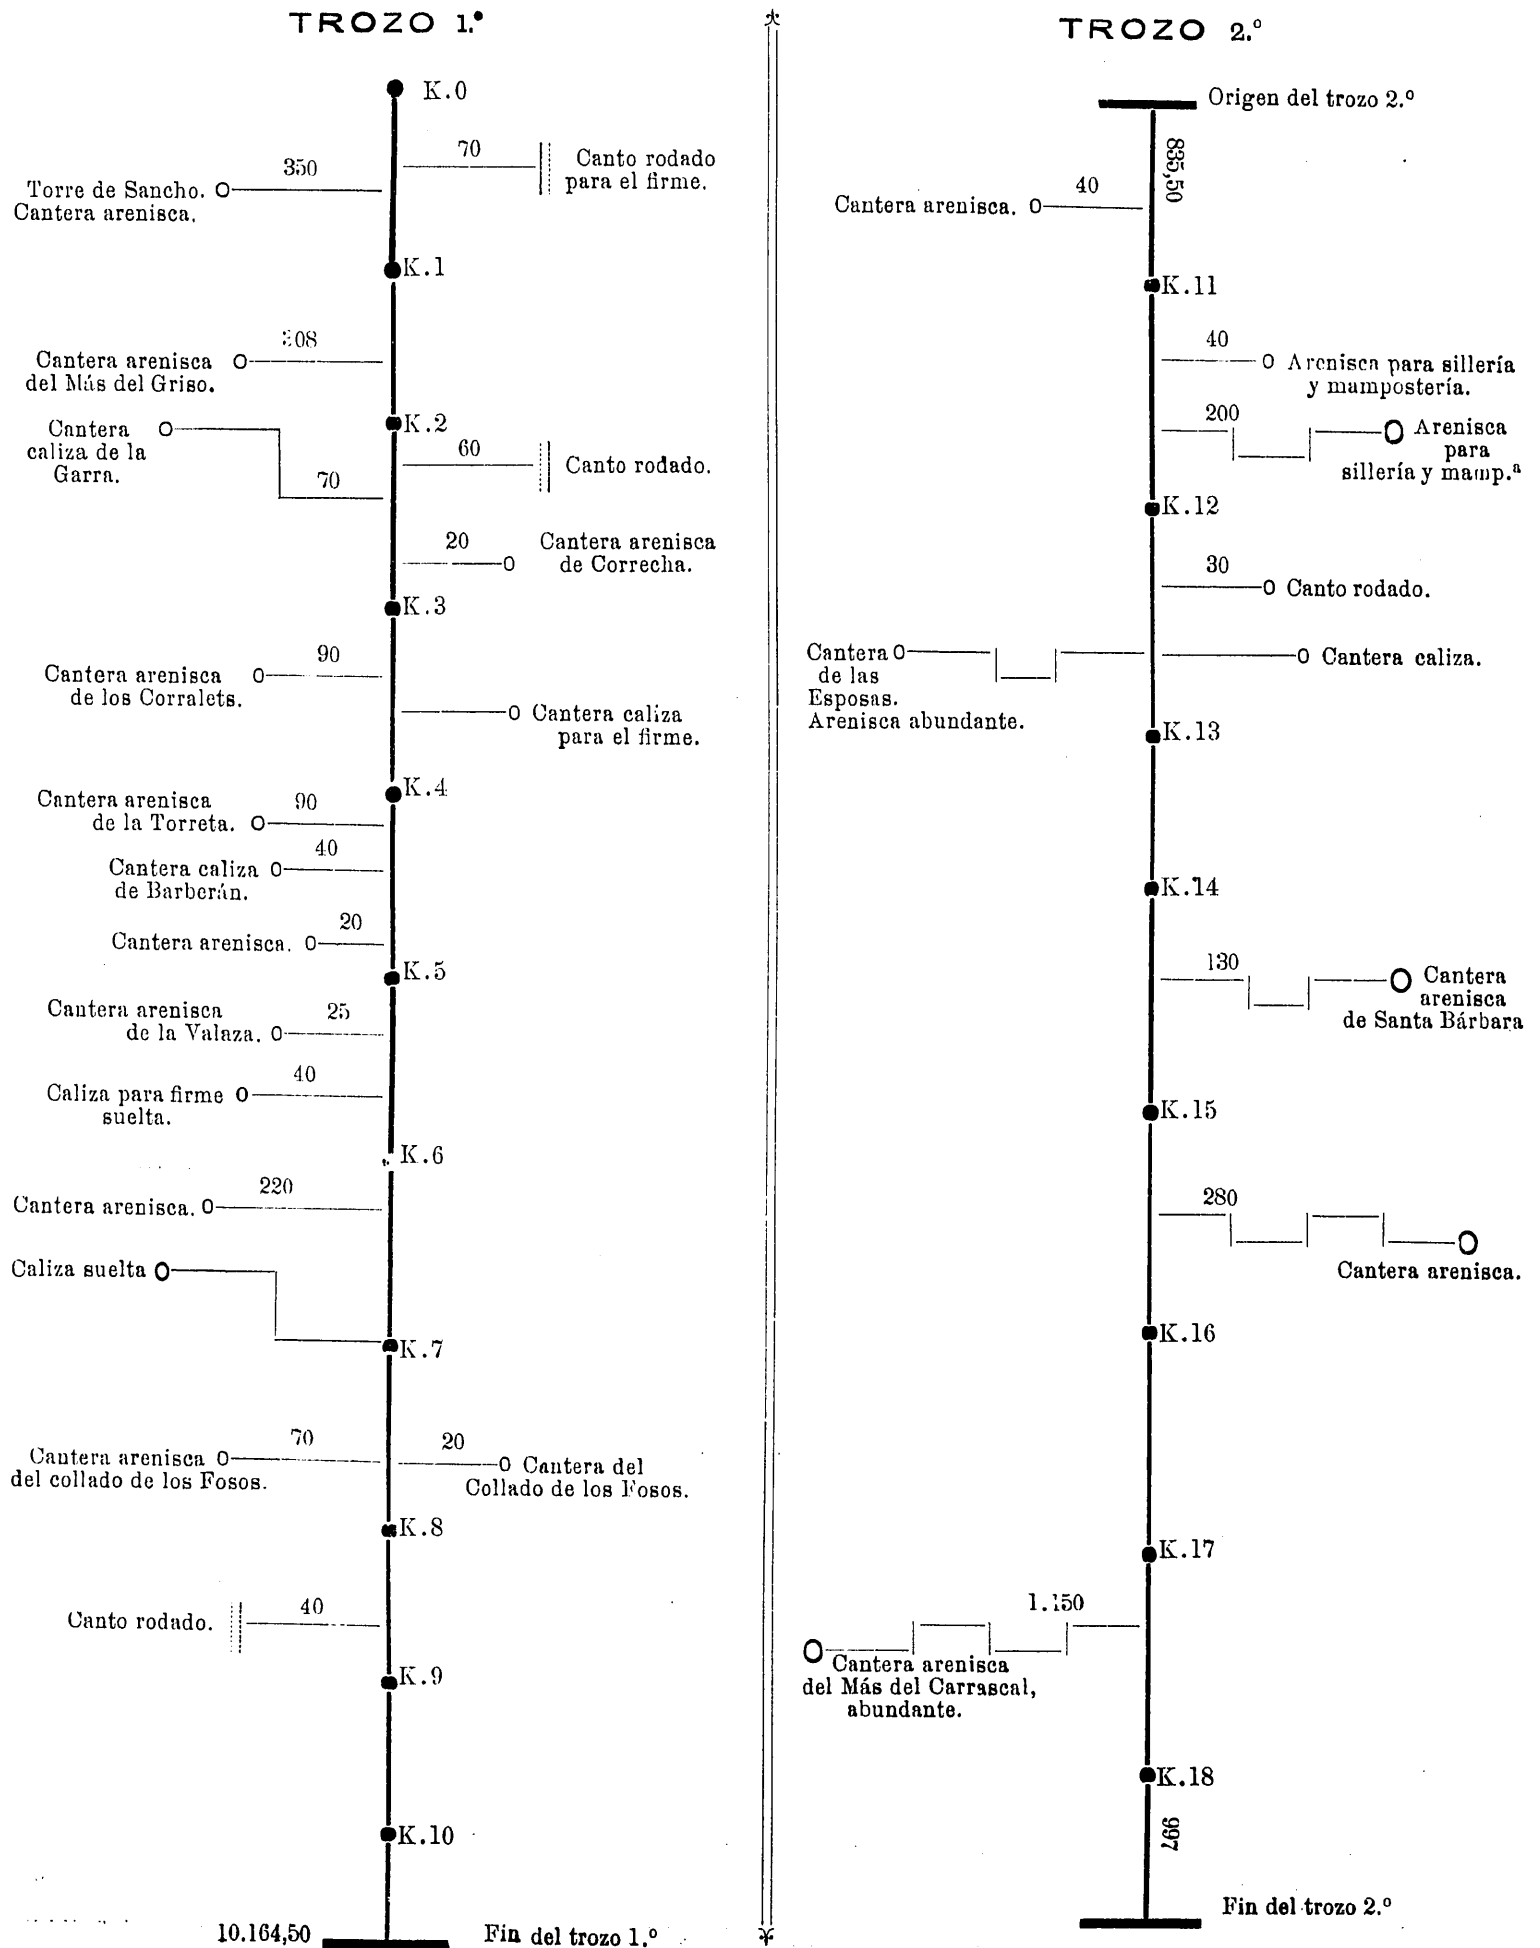 TROZO 1.º
K.0
70
Canto rodado
para el firme.
350
Torre de Sancho.
Cantera arenisca.
K.1
308
Cantera arenisca
del Más del Griso.
K.2
Cantera
caliza de la
Garra.
60
Canto rodado.
70
20
Cantera arenisca
de Correcha.
K.3
90
Cantera arenisca
de los Corralets.
Cantera caliza
para el firme.
K.4
90
Cantera arenisca
de la Torreta.
40
Cantera caliza
de Barberán.
20
Cantera arenisca.
K.5
25
Cantera arenisca
de la Valaza.
40
Caliza para firme
suelta.
K.6
220
Cantera arenisca.
Caliza suelta
K.7
70
Cantera arenisca
del collado de los Fosos.
20
Cantera del
Collado de los Fosos.
K.8
40
Canto rodado.
K.9
K.10
10.164,50
Fin del trozo 1.º
TROZO 2.º
Origen del trozo 2.º
835,50
40
Cantera arenisca.
K.11
40
Arenisca para sillería
y mampostería.
200
Arenisca
para
sillería y mamp.ª
K.12
30
Canto rodado.
Cantera
de las
Esposas.
Arenisca abundante.
Cantera caliza.
K.13
K.14
130
Cantera
arenisca
de Santa Bárbara
K.15
280
Cantera arenisca.
K.16
K.17
1.150
Cantera arenisca
del Más del Carrascal,
abundante.
K.18
997
Fin del trozo 2.º